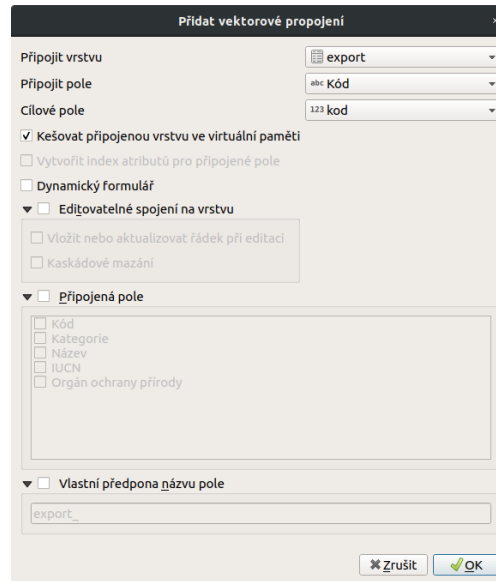 Přidat vektorové propojení
Připojit vrstvu export
Připojit pole abc Kód
Cílové pole 123 kod
Kešovat připojenou vrstvu ve virtuální paměti
Vytvořit index atributů pro připojené pole
Dynamický formulář
Editovatelné spojení na vrstvu
Vložit nebo aktualizovat řádek při editaci
Kaskádové mazání
Připojená pole
Kód
Kategorie
Název
IUCN
Orgán ochrany přírody
Vlastní předpona názvu pole
export_
Zrušit OK